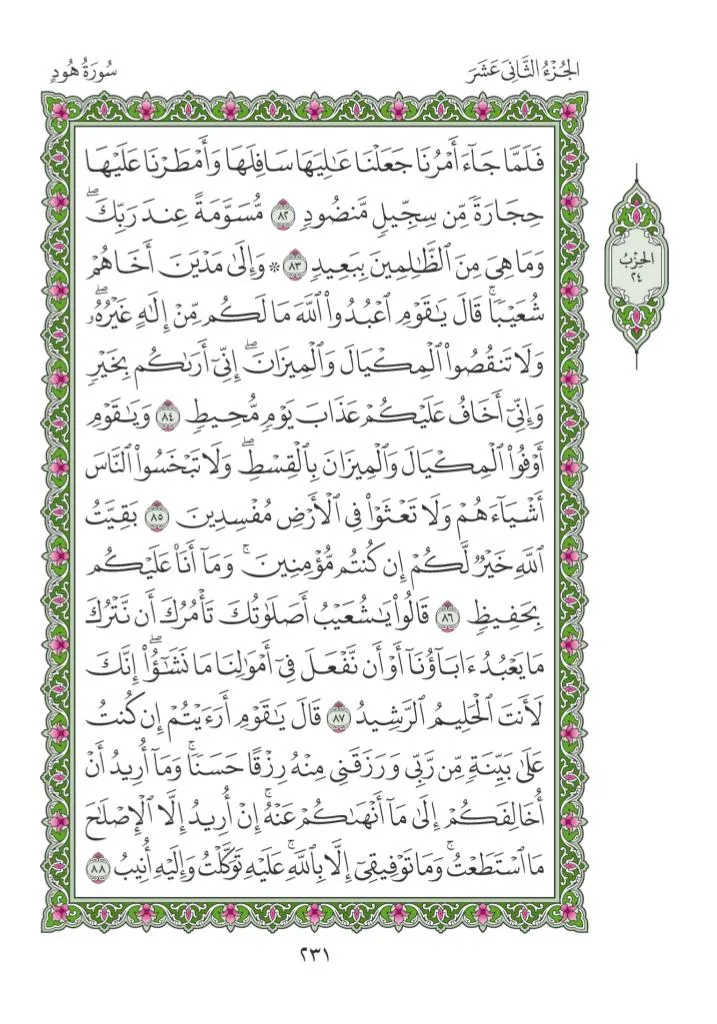 الجُزْءُ الثَّانِيَ عَشَرَ
سُورَةُ هُودٍ
فَلَمَّا جَآءَ أَمۡرُنَا جَعَلۡنَا عَٰلِيَهَا سَافِلَهَا وَأَمۡطَرۡنَا عَلَيۡهَا
حِجَارَةٗ مِّن سِجِّيلٖ مَّنضُودٖ ٨٢ مُّسَوَّمَةً عِندَ رَبِّكَۖ
وَمَا هِيَ مِنَ ٱلظَّٰلِمِينَ بِبَعِيدٖ ٨٣ * وَإِلَىٰ مَدۡيَنَ أَخَاهُمۡ
شُعَيۡبٗاۚ قَالَ يَٰقَوۡمِ ٱعۡبُدُواْ ٱللَّهَ مَا لَكُم مِّنۡ إِلَٰهٍ غَيۡرُهُۥۖ
وَلَا تَنقُصُواْ ٱلۡمِكۡيَالَ وَٱلۡمِيزَانَۖ إِنِّيٓ أَرَىٰكُم بِخَيۡرٖ
وَإِنِّيٓ أَخَافُ عَلَيۡكُمۡ عَذَابَ يَوۡمٖ مُّحِيطٖ ٨٤ وَيَٰقَوۡمِ
أَوۡفُواْ ٱلۡمِكۡيَالَ وَٱلۡمِيزَانَ بِٱلۡقِسۡطِۖ وَلَا تَبۡخَسُواْ ٱلنَّاسَ
أَشۡيَآءَهُمۡ وَلَا تَعۡثَوۡاْ فِي ٱلۡأَرۡضِ مُفۡسِدِينَ ٨٥ بَقِيَّتُ
ٱللَّهِ خَيۡرٞ لَّكُمۡ إِن كُنتُم مُّؤۡمِنِينَۚ وَمَآ أَنَا۠ عَلَيۡكُم
بِحَفِيظٖ ٨٦ قَالُواْ يَٰشُعَيۡبُ أَصَلَوٰتُكَ تَأۡمُرُكَ أَن نَّتۡرُكَ
مَا يَعۡبُدُ ءَابَآؤُنَآ أَوۡ أَن نَّفۡعَلَ فِيٓ أَمۡوَٰلِنَا مَا نَشَٰٓؤُاْۖ إِنَّكَ
لَأَنتَ ٱلۡحَلِيمُ ٱلرَّشِيدُ ٨٧ قَالَ يَٰقَوۡمِ أَرَءَيۡتُمۡ إِن كُنتُ
عَلَىٰ بَيِّنَةٖ مِّن رَّبِّي وَرَزَقَنِي مِنۡهُ رِزۡقًا حَسَنٗاۚ وَمَآ أُرِيدُ أَنۡ
أُخَالِفَكُمۡ إِلَىٰ مَآ أَنۡهَىٰكُمۡ عَنۡهُۚ إِنۡ أُرِيدُ إِلَّا ٱلۡإِصۡلَٰحَ
مَا ٱسۡتَطَعۡتُۚ وَمَا تَوۡفِيقِيٓ إِلَّا بِٱللَّهِۚ عَلَيۡهِ تَوَكَّلۡتُ وَإِلَيۡهِ أُنِيبُ ٨٨
الحِزْبُ
٢٤
٢٣١